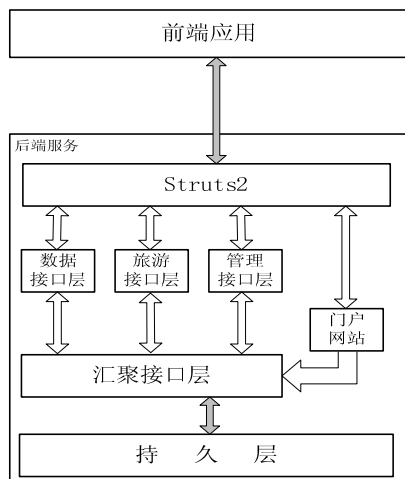 前端应用
后端服务
Struts2
数据
接口层
旅游
接口层
管理
接口层
门户
网站
汇聚接口层
持 久 层